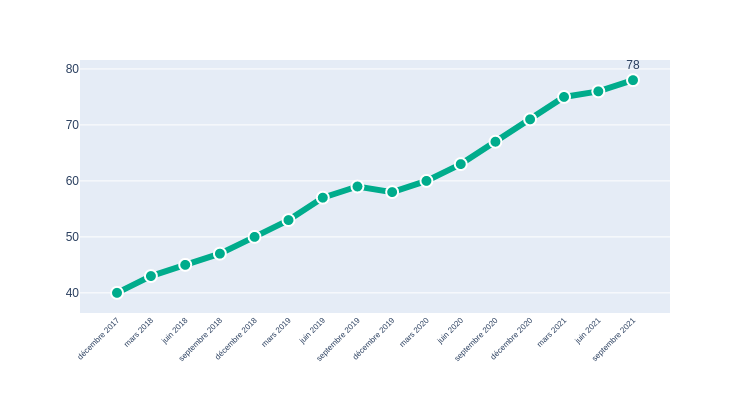 78
80
70
60
50
40
décembre 2017
mars 2018
juin 2018
septembre 2018
décembre 2018
mars 2019
juin 2019
septembre 2019
décembre 2019
mars 2020
juin 2020
septembre 2020
décembre 2020
mars 2021
juin 2021
septembre 2021